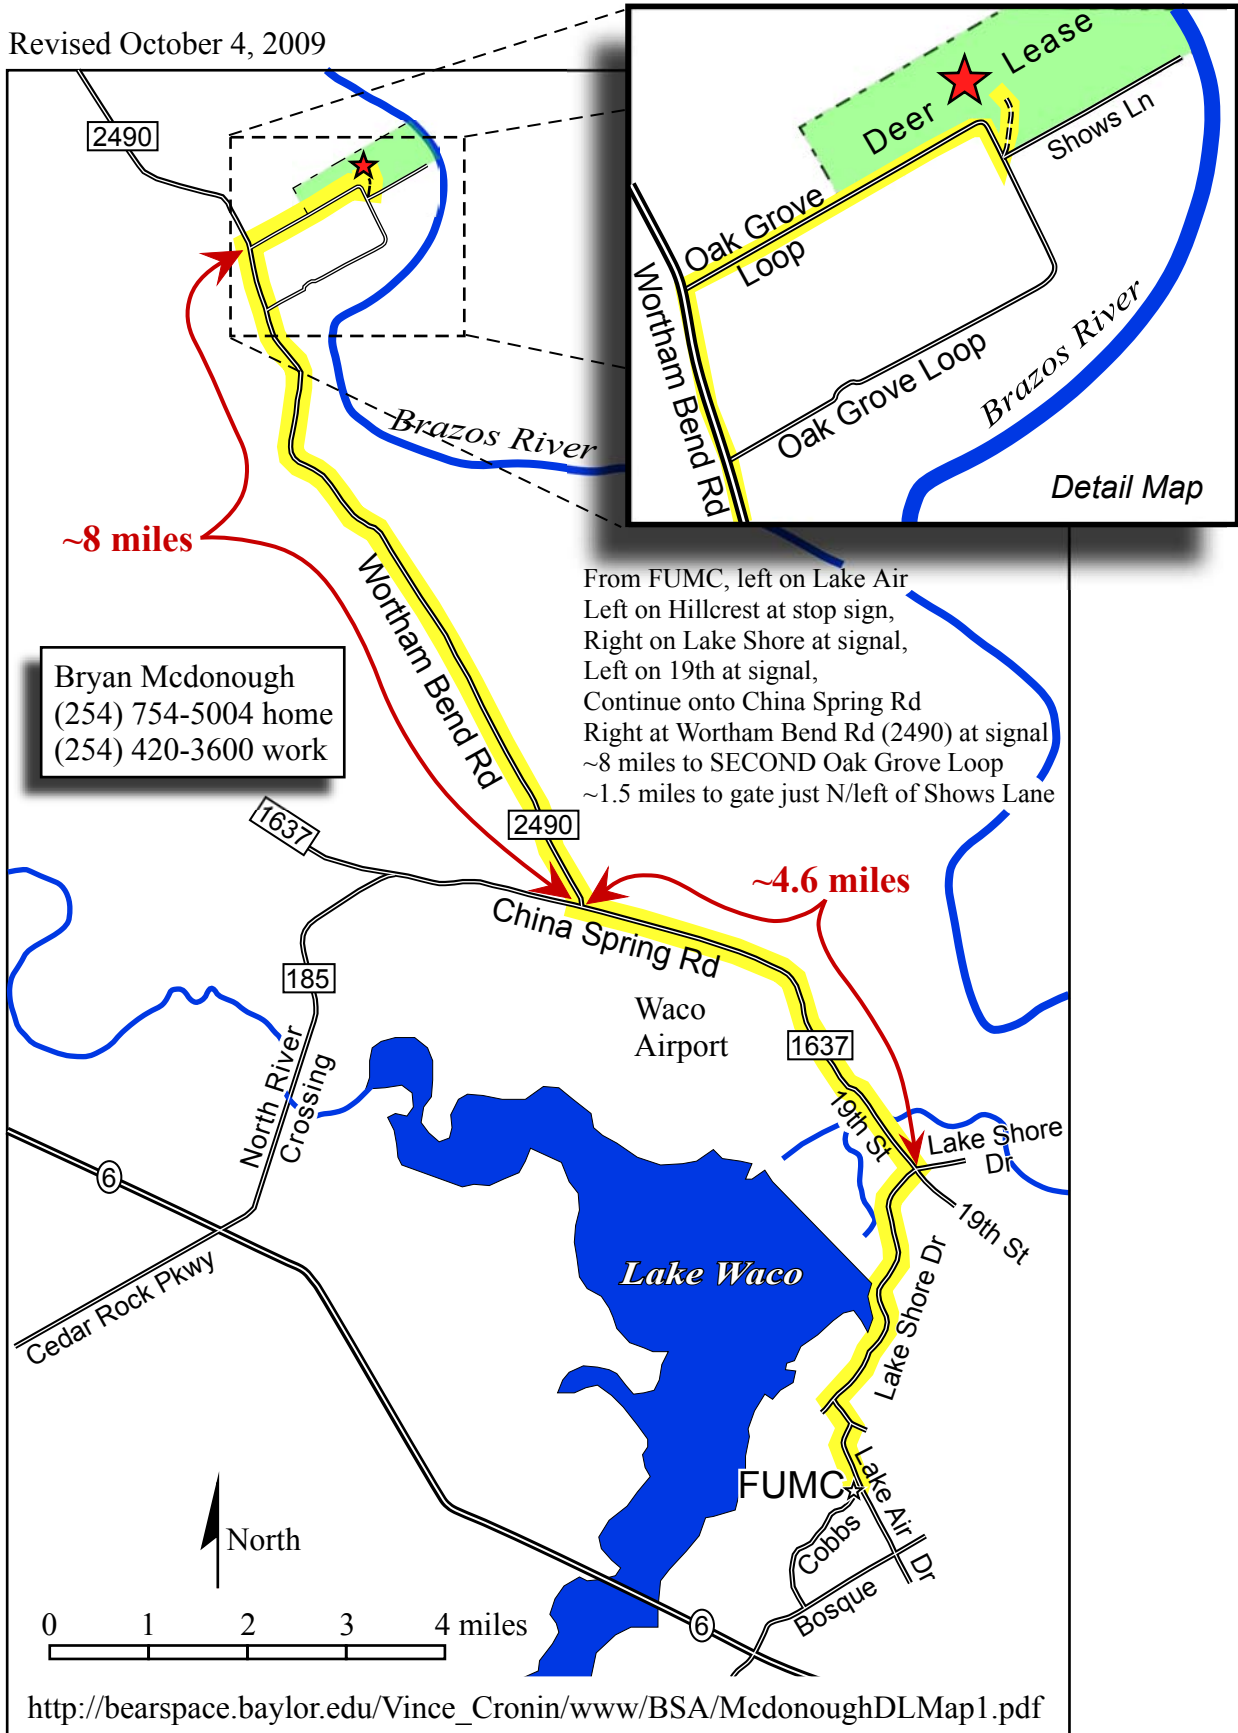 Revised October 4, 2009
2490
Deer Lease
Shows Ln
Oak Grove
Loop
Wortham Bend Rd
Oak Grove Loop
Brazos River
Detail Map
Brazos River
~8 miles
Wortham Bend Rd
From FUMC, left on Lake Air
Left on Hillcrest at stop sign,
Right on Lake Shore at signal,
Left on 19th at signal,
Continue onto China Spring Rd
Right at Wortham Bend Rd (2490) at signal
~8 miles to SECOND Oak Grove Loop
~1.5 miles to gate just N/left of Shows Lane
Bryan Mcdonough
(254) 754-5004 home
(254) 420-3600 work
1637
2490
~4.6 miles
China Spring Rd
185
Waco
Airport
1637
North River
Crossing
19th St
Lake Shore
Dr
19th St
6
Cedar Rock Pkwy
Lake Waco
Lake Shore Dr
FUMC
Lake Air Dr
Cobbs
Bosque
North
6
0 1 2 3 4 miles
http://bearspace.baylor.edu/Vince_Cronin/www/BSA/McdonoughDLMap1.pdf